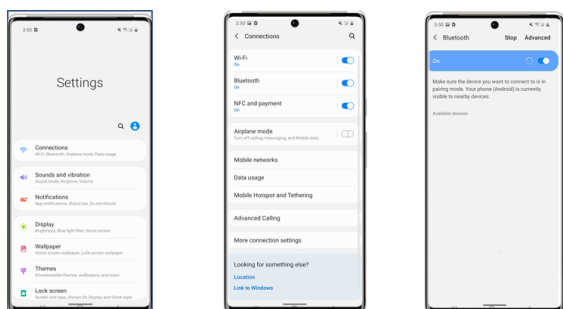 3:50
Settings
Connections
Wi-Fi, Bluetooth, Airplane mode, Data usage
Sounds and vibration
Sound mode, Ringtone, Volume
Notifications
App notifications, Status bar, Do not disturb
Display
Brightness, Blue light filter, Home screen
Wallpaper
Home screen wallpaper, Lock screen wallpaper
Themes
Downloadable themes, wallpapers, and icons
Lock screen
Screen lock type, Always On Display, and Clock style
3:50
Connections
Wi-Fi
On
Bluetooth
On
NFC and payment
On
Airplane mode
Turn off calling, messaging, and Mobile data.
Mobile networks
Data usage
Mobile Hotspot and Tethering
Advanced Calling
More connection settings
Looking for something else?
Location
Link to Windows
3:50
Bluetooth Stop Advanced
On
Make sure the device you want to connect to is in
pairing mode. Your phone (Android) is currently
visible to nearby devices.
Available devices